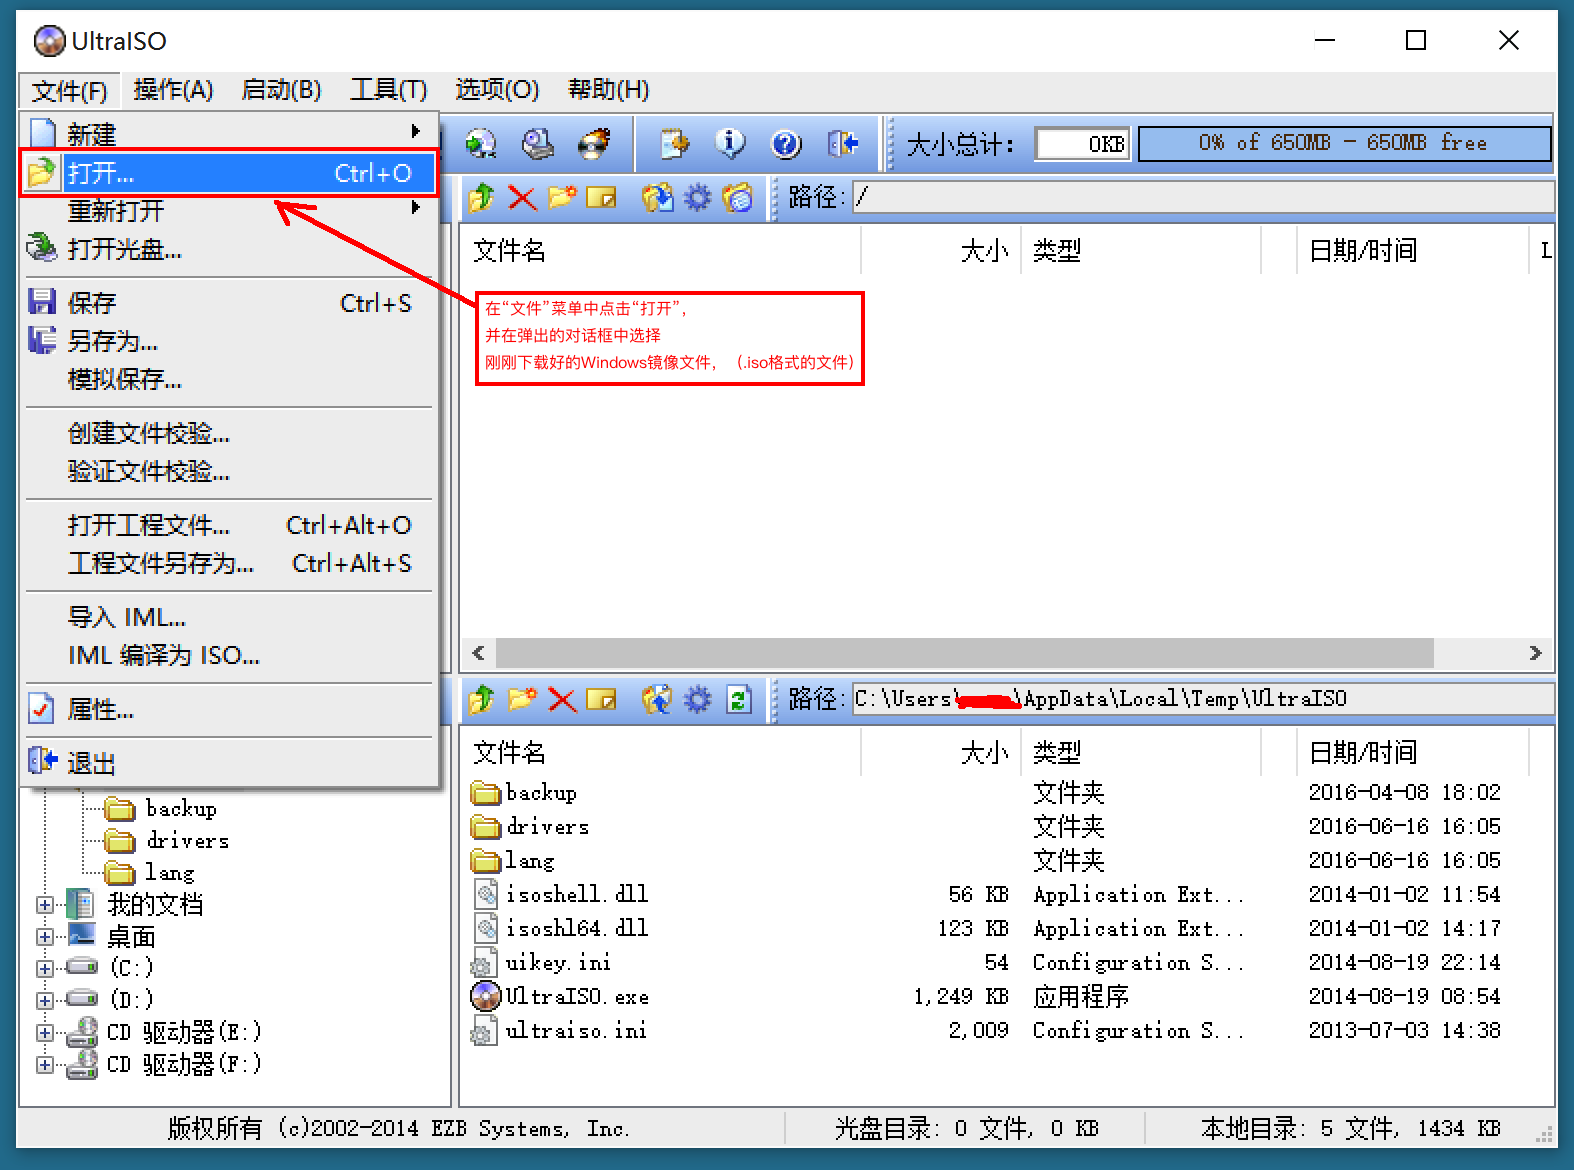 UltraISO
文件(F) 操作(A) 启动(B) 工具(T) 选项(O) 帮助(H)
新建
打开... Ctrl+O
重新打开
打开光盘...
保存 Ctrl+S
另存为...
模拟保存...
创建文件校验...
验证文件校验...
打开工程文件... Ctrl+Alt+O
工程文件另存为... Ctrl+Alt+S
导入 IML...
IML 编译为 ISO...
属性...
退出
大小总计: 0KB 0% of 650MB - 650MB free
路径: /
文件名 大小 类型 日期/时间 L
在“文件”菜单中点击“打开”，
并在弹出的对话框中选择
刚刚下载好的Windows镜像文件，（.iso格式的文件）
backup
drivers
lang
我的文档
桌面
(C:)
(D:)
CD 驱动器(E:)
CD 驱动器(F:)
路径: C:\Users\ \AppData\Local\Temp\UltraISO
文件名 大小 类型 日期/时间
backup 文件夹 2016-04-08 18:02
drivers 文件夹 2016-06-16 16:05
lang 文件夹 2016-06-16 16:05
isoshell.dll 56 KB Application Ext... 2014-01-02 11:54
isoshl64.dll 123 KB Application Ext... 2014-01-02 14:17
uikey.ini 54 Configuration S... 2014-08-19 22:14
UltraISO.exe 1,249 KB 应用程序 2014-08-19 08:54
ultraiso.ini 2,009 Configuration S... 2013-07-03 14:38
版权所有 (c)2002-2014 EZB Systems, Inc. 光盘目录: 0 文件, 0 KB 本地目录: 5 文件, 1434 KB